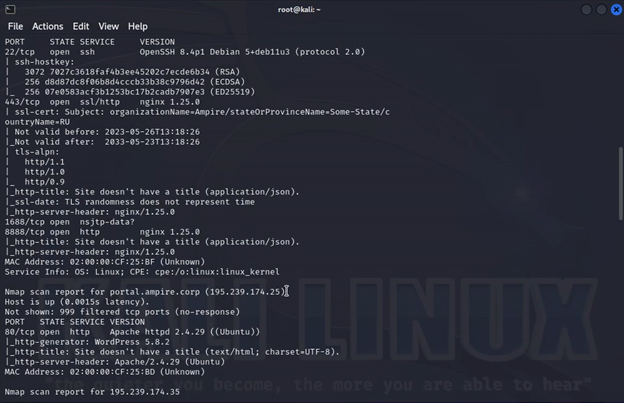 root@kali: ~
File Actions Edit View Help
PORT STATE SERVICE VERSION
22/tcp open ssh OpenSSH 8.4p1 Debian 5+deb11u3 (protocol 2.0)
| ssh-hostkey:
| 3072 7027c3618faf4b3ee45202c7ecde6b34 (RSA)
| 256 d8d87dc8f06b8d4cccb33b38c9796d42 (ECDSA)
|_ 256 07e0583acf3b1253bc17b2cadb7907e3 (ED25519)
443/tcp open ssl/http nginx 1.25.0
| ssl-cert: Subject: organizationName=Ampire/stateOrProvinceName=Some-State/c
ountryName=RU
| Not valid before: 2023-05-26T13:18:26
|_Not valid after: 2033-05-23T13:18:26
| tls-alpn:
| http/1.1
| http/1.0
|_ http/0.9
|_http-title: Site doesn't have a title (application/json).
|_ssl-date: TLS randomness does not represent time
|_http-server-header: nginx/1.25.0
1688/tcp open nsjtp-data?
8888/tcp open http nginx 1.25.0
|_http-title: Site doesn't have a title (application/json).
|_http-server-header: nginx/1.25.0
MAC Address: 02:00:00:CF:25:BF (Unknown)
Service Info: OS: Linux; CPE: cpe:/o:linux:linux_kernel
Nmap scan report for portal.ampire.corp (195.239.174.25)
Host is up (0.0015s latency).
Not shown: 999 filtered tcp ports (no-response)
PORT STATE SERVICE VERSION
80/tcp open http Apache httpd 2.4.29 ((Ubuntu))
|_http-generator: WordPress 5.8.2
|_http-title: Site doesn't have a title (text/html; charset=UTF-8).
|_http-server-header: Apache/2.4.29 (Ubuntu)
MAC Address: 02:00:00:CF:25:BD (Unknown)
Nmap scan report for 195.239.174.35
KALI LINUX
"the quieter you become, the more you are able to hear"